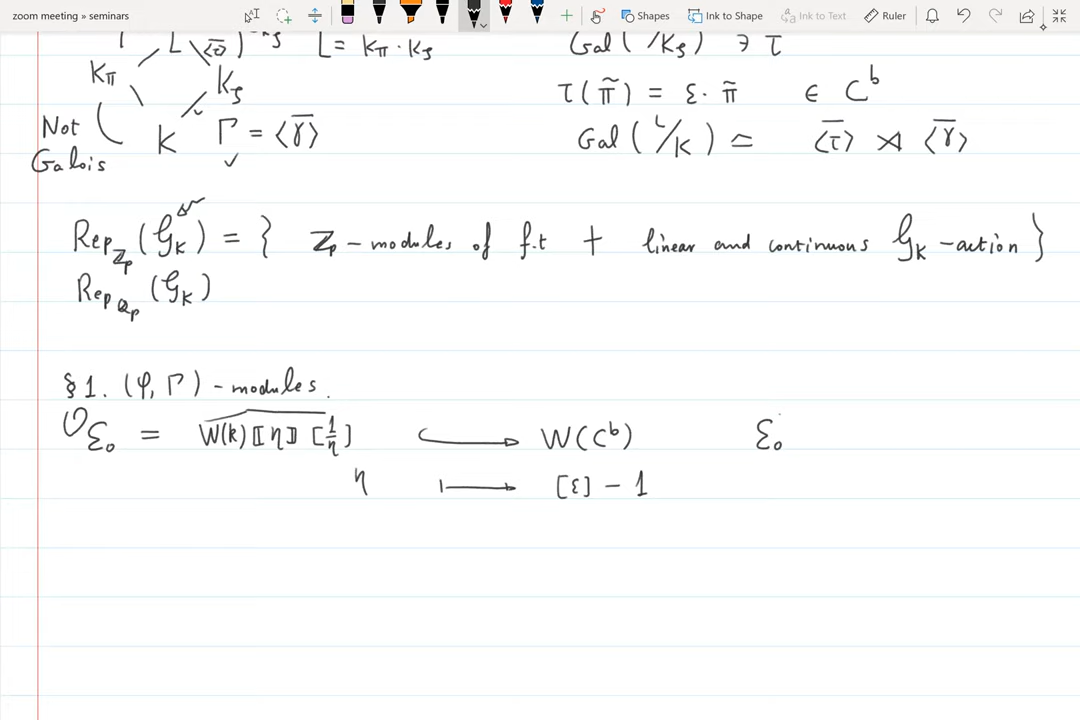 zoom meeting » seminars
Shapes Ink to Shape Ink to Text Ruler
L ⟨τ̄⟩ L = K_π · K_ζ Gal( /K_ζ) ∋ τ
K_π K_ζ τ(π̃) = ε · π̃ ∈ C^b
Not K Γ = ⟨γ̄⟩ Gal(L/K) ≃ ⟨τ̄⟩ ⋊ ⟨γ̄⟩
Galois
Rep_{Z_p}(𝒢_K) = { Z_p - modules of f.t + linear and continuous 𝒢_K - action }
Rep_{Q_p}(𝒢_K)
§1. (φ, Γ) - modules.
O_{ℰ_0} = W(k)⟦η⟧[1/η] ↪ W(C^b) ℰ_0
η ⟼ [ε] - 1